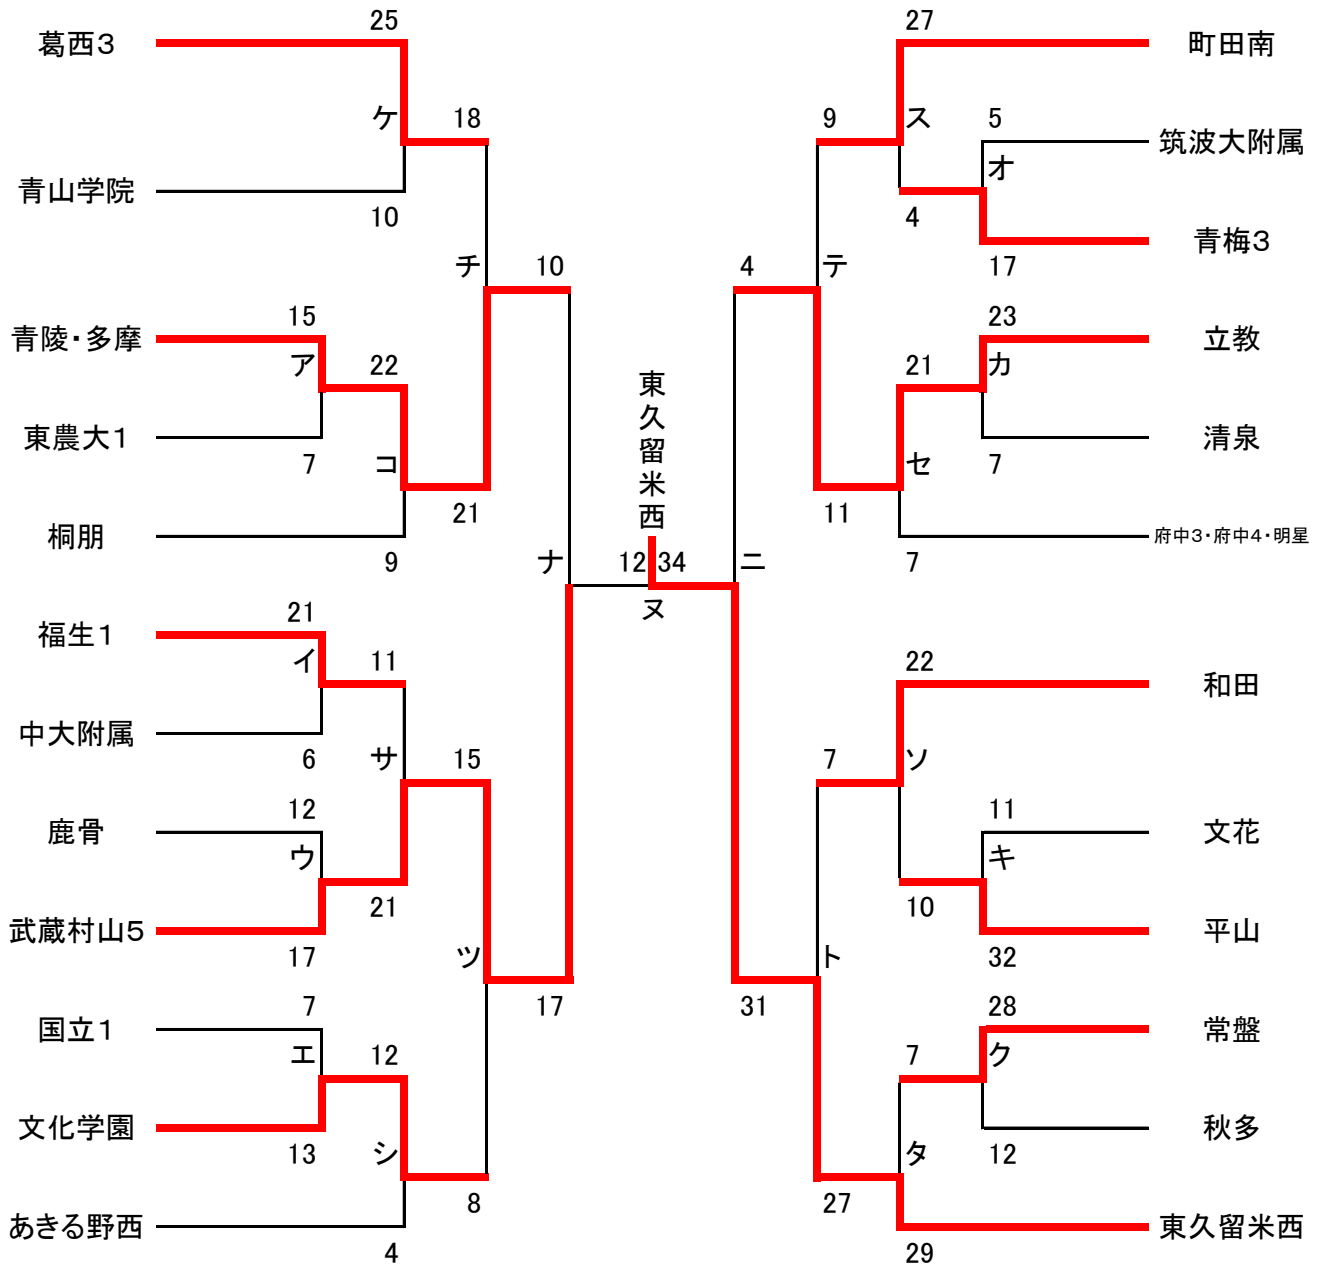 25
27
葛西3
町田南
ケ
18
9
ス
5
筑波大附属
オ
青山学院
10
4
青梅3
17
チ
10
4
テ
15
23
青陵・多摩
立教
ア
22
21
カ
東久留米西
東農大1
清泉
7
コ
セ
7
21
11
桐朋
府中3・府中4・明星
9
ナ
12
34
ニ
7
ヌ
21
福生1
イ
11
22
和田
中大附属
6
サ
15
7
ソ
12
11
鹿骨
文花
ウ
キ
21
10
武蔵村山5
平山
17
ツ
ト
32
7
17
31
28
国立1
常盤
エ
12
7
ク
文化学園
秋多
13
シ
タ
12
8
27
あきる野西
東久留米西
4
29